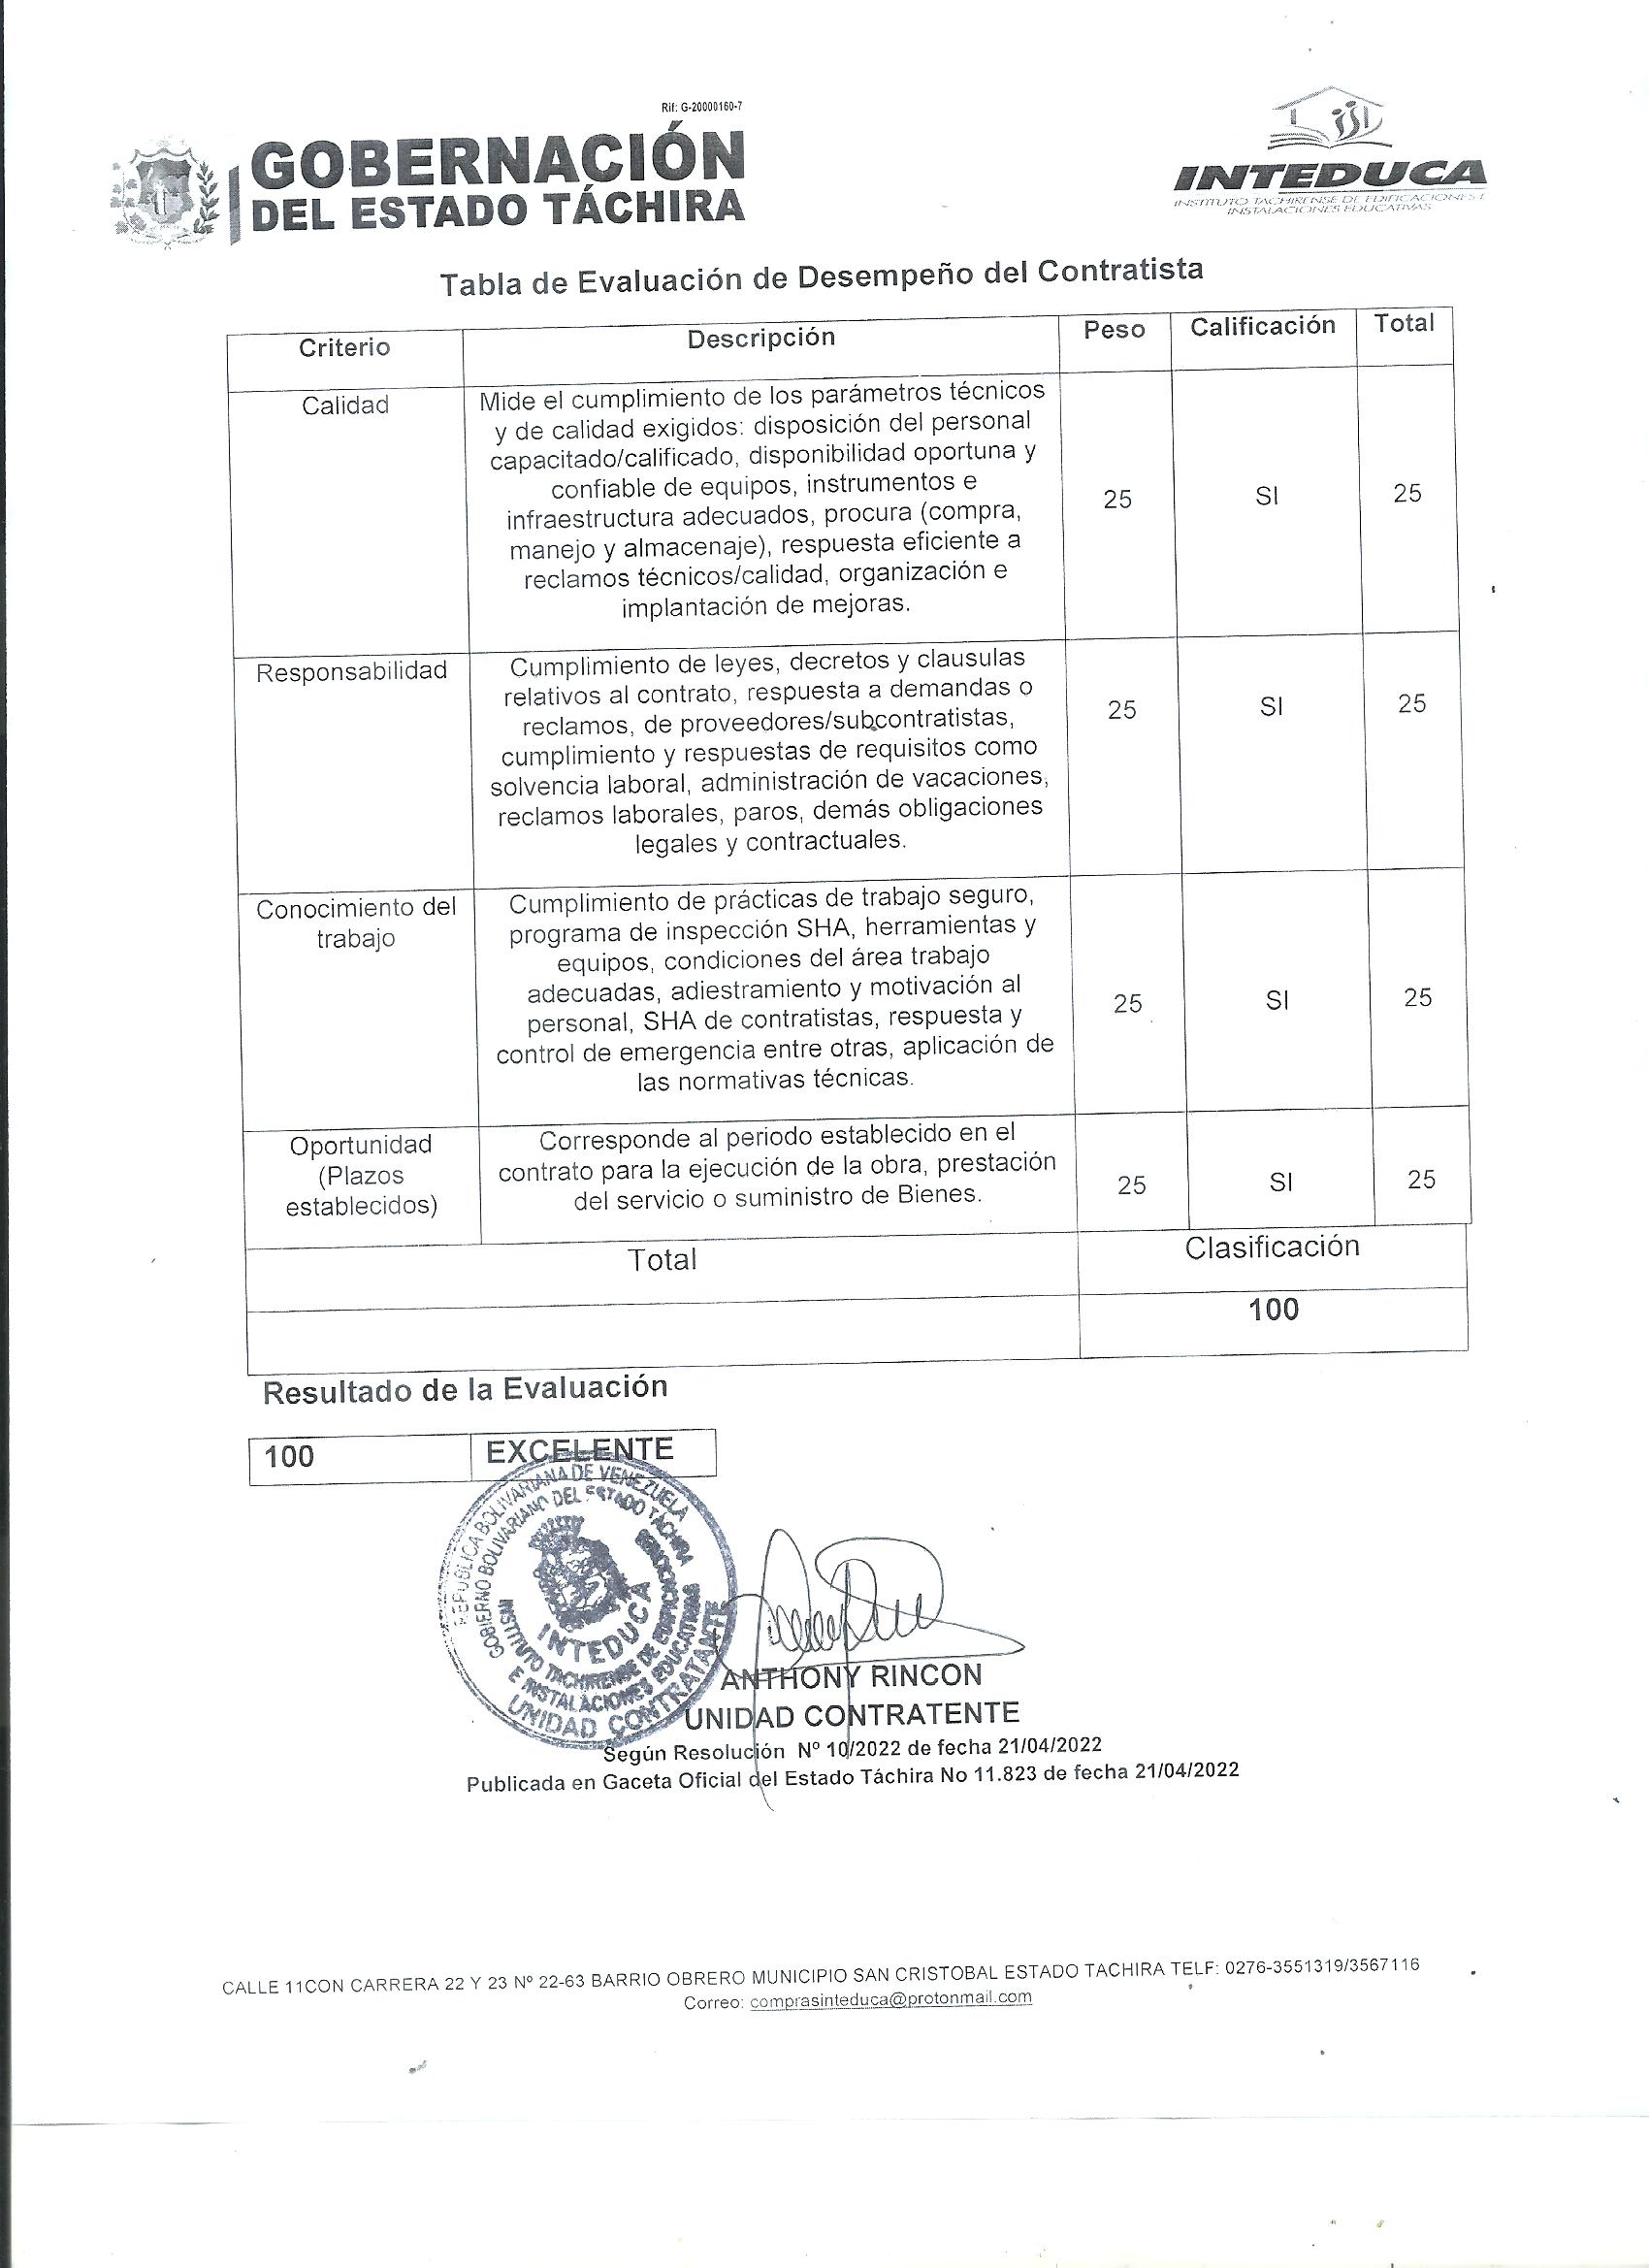 Rif: G-20000160-7
GOBERNACIÓN
DEL ESTADO TÁCHIRA
INTEDUCA
INSTITUTO TACHIRENSE DE EDIFICACIONES E
INSTALACIONES EDUCATIVAS
Tabla de Evaluación de Desempeño del Contratista
Criterio Descripción Peso Calificación Total
Calidad
Mide el cumplimiento de los parámetros técnicos
y de calidad exigidos: disposición del personal
capacitado/calificado, disponibilidad oportuna y
confiable de equipos, instrumentos e
infraestructura adecuados, procura (compra,
manejo y almacenaje), respuesta eficiente a
reclamos técnicos/calidad, organización e
implantación de mejoras.
25 SI 25
Responsabilidad
Cumplimiento de leyes, decretos y clausulas
relativos al contrato, respuesta a demandas o
reclamos, de proveedores/subcontratistas,
cumplimiento y respuestas de requisitos como
solvencia laboral, administración de vacaciones,
reclamos laborales, paros, demás obligaciones
legales y contractuales.
25 SI 25
Conocimiento del
trabajo
Cumplimiento de prácticas de trabajo seguro,
programa de inspección SHA, herramientas y
equipos, condiciones del área trabajo
adecuadas, adiestramiento y motivación al
personal, SHA de contratistas, respuesta y
control de emergencia entre otras, aplicación de
las normativas técnicas.
25 SI 25
Oportunidad
(Plazos
establecidos)
Corresponde al periodo establecido en el
contrato para la ejecución de la obra, prestación
del servicio o suministro de Bienes.
25 SI 25
Total Clasificación
100
Resultado de la Evaluación
100 EXCELENTE
REPUBLICA BOLIVARIANA DE VENEZUELA
GOBIERNO BOLIVARIANO DEL ESTADO TÁCHIRA
INTEDUCA
INSTITUTO TACHIRENSE DE EDIFICACIONES
E INSTALACIONES EDUCATIVAS
UNIDAD CONTRATANTE
ANTHONY RINCON
UNIDAD CONTRATENTE
Según Resolución Nº 10/2022 de fecha 21/04/2022
Publicada en Gaceta Oficial del Estado Táchira No 11.823 de fecha 21/04/2022
CALLE 11CON CARRERA 22 Y 23 Nº 22-63 BARRIO OBRERO MUNICIPIO SAN CRISTOBAL ESTADO TACHIRA TELF: 0276-3551319/3567116
Correo: comprasinteduca@protonmail.com